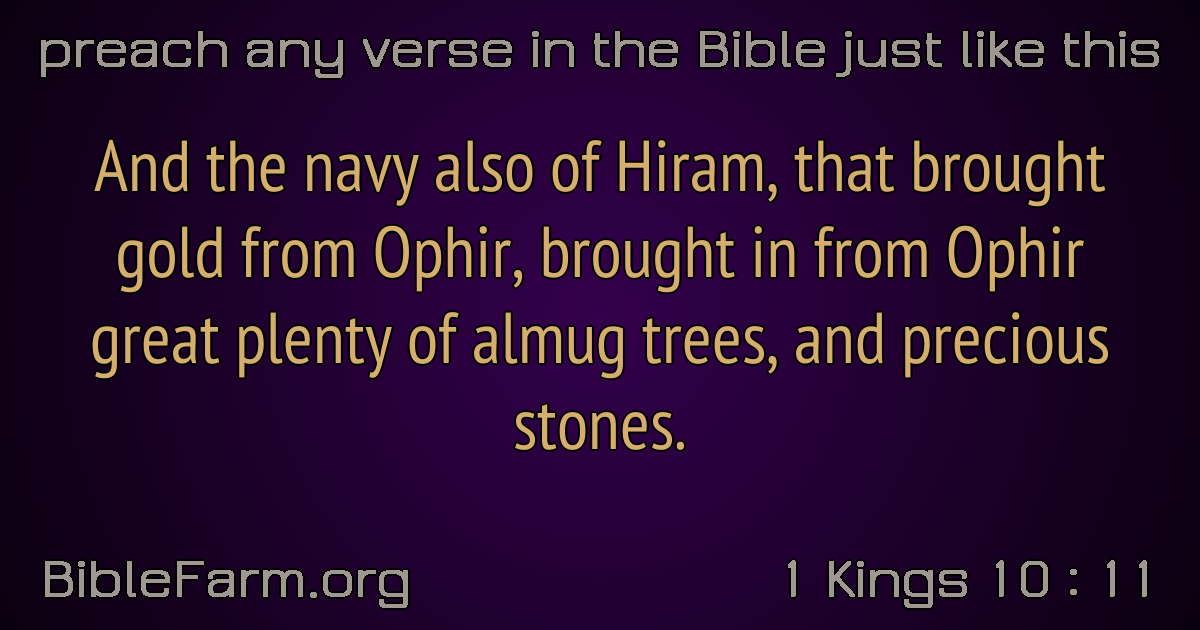 preach any verse in the Bible just like this
And the navy also of Hiram, that brought
gold from Ophir, brought in from Ophir
great plenty of almug trees, and precious
stones.
BibleFarm.org
1 Kings 10 : 11